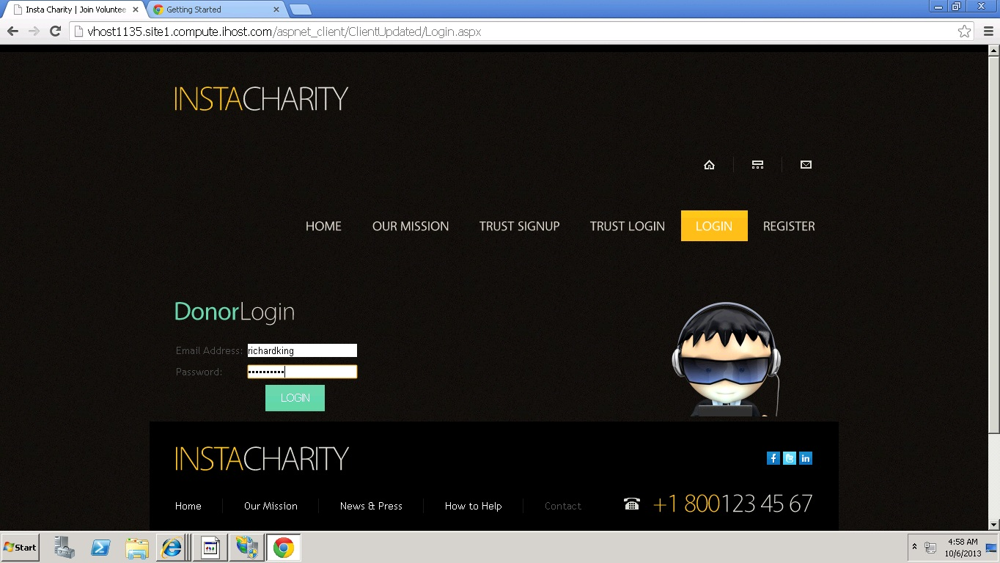 Insta Charity | Join Voluntee
Getting Started
vhost1135.site1.compute.ihost.com/aspnet_client/ClientUpdated/Login.aspx
INSTACHARITY
HOME OUR MISSION TRUST SIGNUP TRUST LOGIN LOGIN REGISTER
DonorLogin
Email Address: richardking
Password: ••••••••••
LOGIN
INSTACHARITY
Home Our Mission News & Press How to Help Contact +1 800123 45 67
Start
4:58 AM
10/6/2013